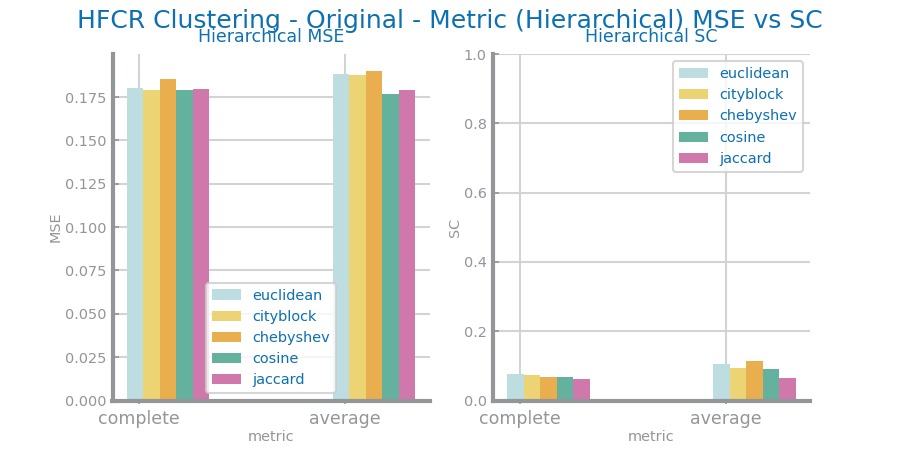 HFCR Clustering - Original - Metric (Hierarchical) MSE vs SC
Hierarchical MSE
0.175
0.150
0.125
0.100
0.075
0.050
0.025
0.000
MSE
euclidean
cityblock
chebyshev
cosine
jaccard
complete
average
metric
Hierarchical SC
1.0
0.8
0.6
0.4
0.2
0.0
SC
euclidean
cityblock
chebyshev
cosine
jaccard
complete
average
metric